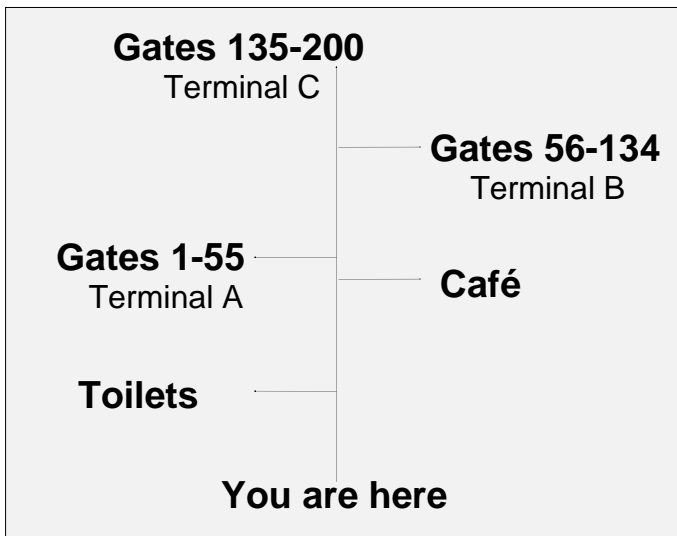 Gates 135-200
Terminal C
Gates 56-134
Terminal B
Gates 1-55
Terminal A
Café
Toilets
You are here